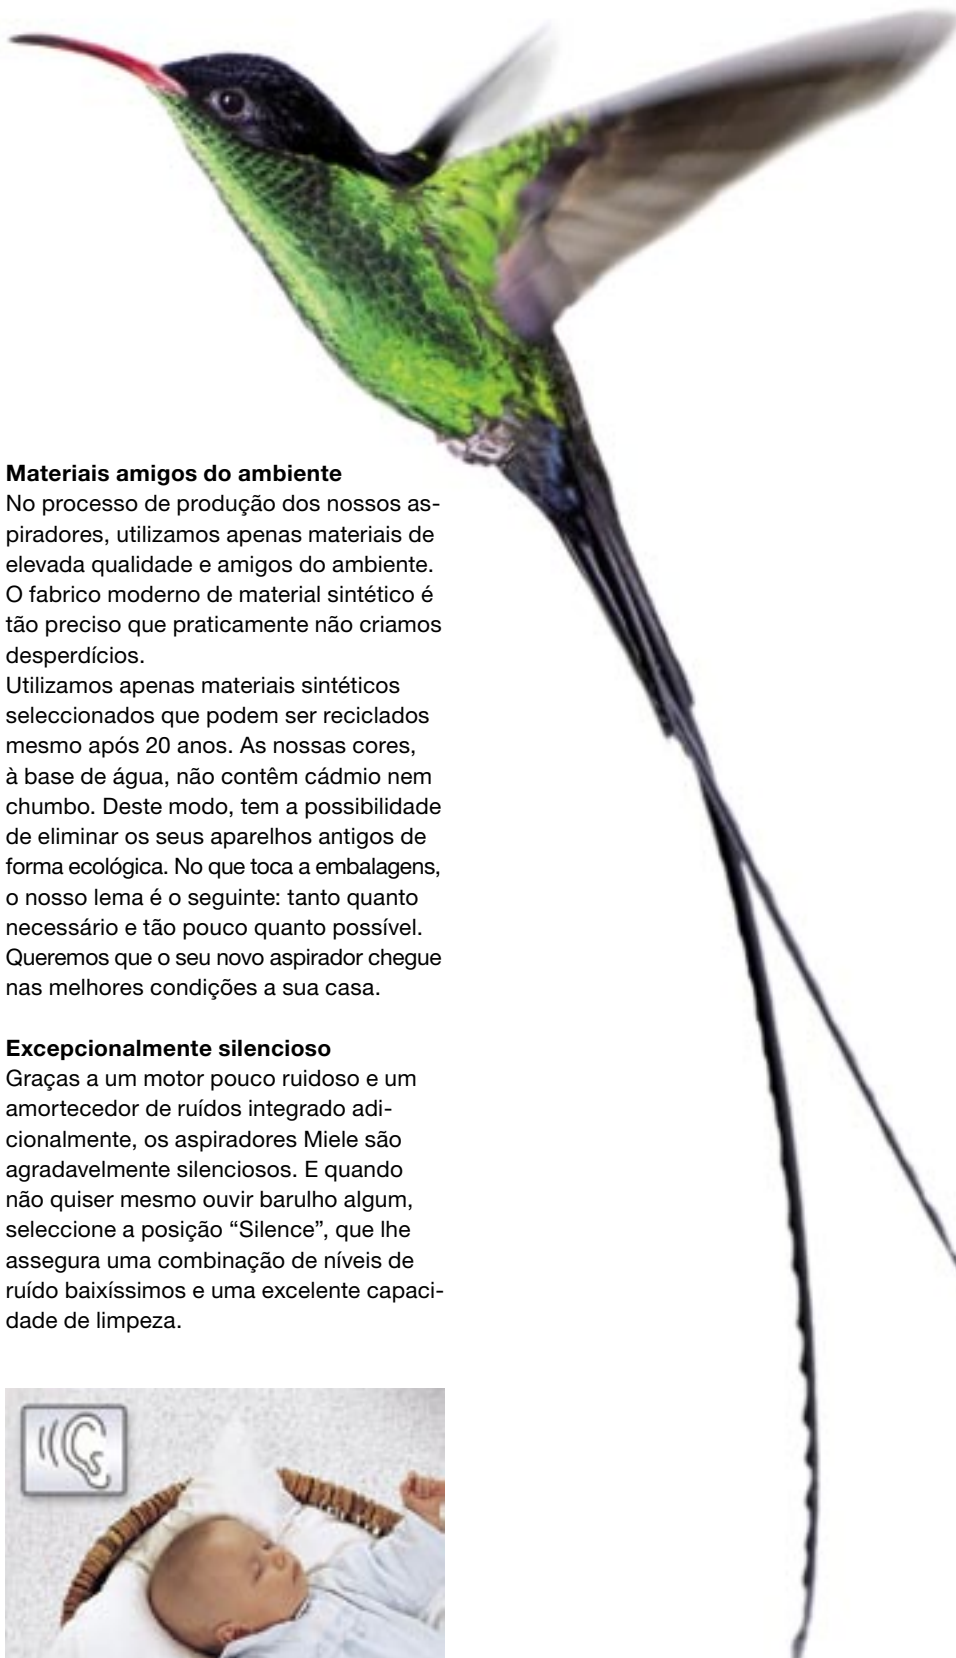 Materiais amigos do ambiente
No processo de produção dos nossos as-
piradores, utilizamos apenas materiais de
elevada qualidade e amigos do ambiente.
O fabrico moderno de material sintético é
tão preciso que praticamente não criamos
desperdícios.
Utilizamos apenas materiais sintéticos
seleccionados que podem ser reciclados
mesmo após 20 anos. As nossas cores,
à base de água, não contêm cádmio nem
chumbo. Deste modo, tem a possibilidade
de eliminar os seus aparelhos antigos de
forma ecológica. No que toca a embalagens,
o nosso lema é o seguinte: tanto quanto
necessário e tão pouco quanto possível.
Queremos que o seu novo aspirador chegue
nas melhores condições a sua casa.
Excepcionalmente silencioso
Graças a um motor pouco ruidoso e um
amortecedor de ruídos integrado adi-
cionalmente, os aspiradores Miele são
agradavelmente silenciosos. E quando
não quiser mesmo ouvir barulho algum,
seleccione a posição “Silence”, que lhe
assegura uma combinação de níveis de
ruído baixíssimos e uma excelente capaci-
dade de limpeza.